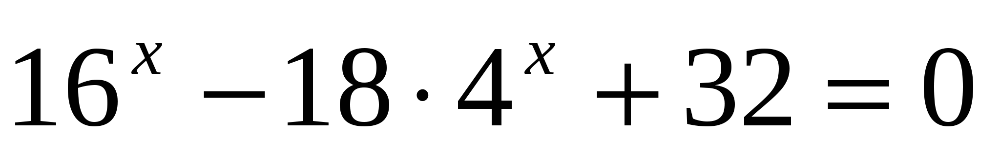 16^x − 18 · 4^x + 32 = 0